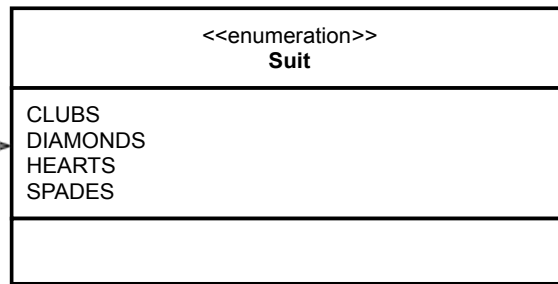 <<enumeration>>
Suit
CLUBS
DIAMONDS
HEARTS
SPADES